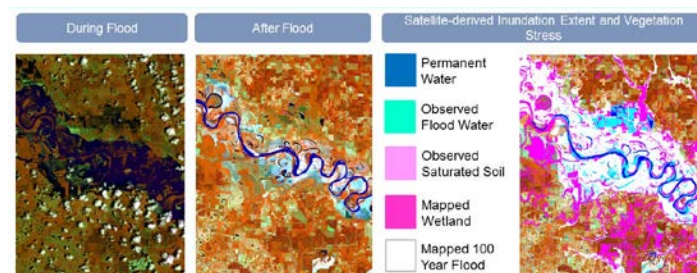 During Flood
After Flood
Satellite-derived Inundation Extent and Vegetation
Stress
Permanent
Water
Observed
Flood Water
Observed
Saturated Soil
Mapped
Wetland
Mapped 100
Year Flood